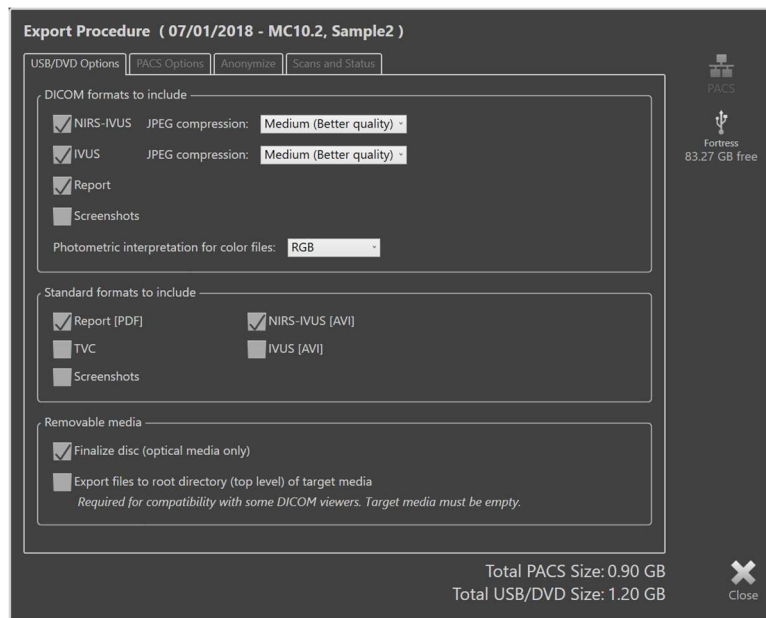 Export Procedure  ( 07/01/2018 - MC10.2, Sample2 )
USB/DVD Options PACS Options Anonymize Scans and Status
PACS
Fortress
83.27 GB free
DICOM formats to include
NIRS-IVUS JPEG compression: Medium (Better quality)
IVUS JPEG compression: Medium (Better quality)
Report
Screenshots
Photometric interpretation for color files: RGB
Standard formats to include
Report [PDF] NIRS-IVUS [AVI]
TVC IVUS [AVI]
Screenshots
Removable media
Finalize disc (optical media only)
Export files to root directory (top level) of target media
Required for compatibility with some DICOM viewers. Target media must be empty.
Total PACS Size: 0.90 GB
Total USB/DVD Size: 1.20 GB
Close